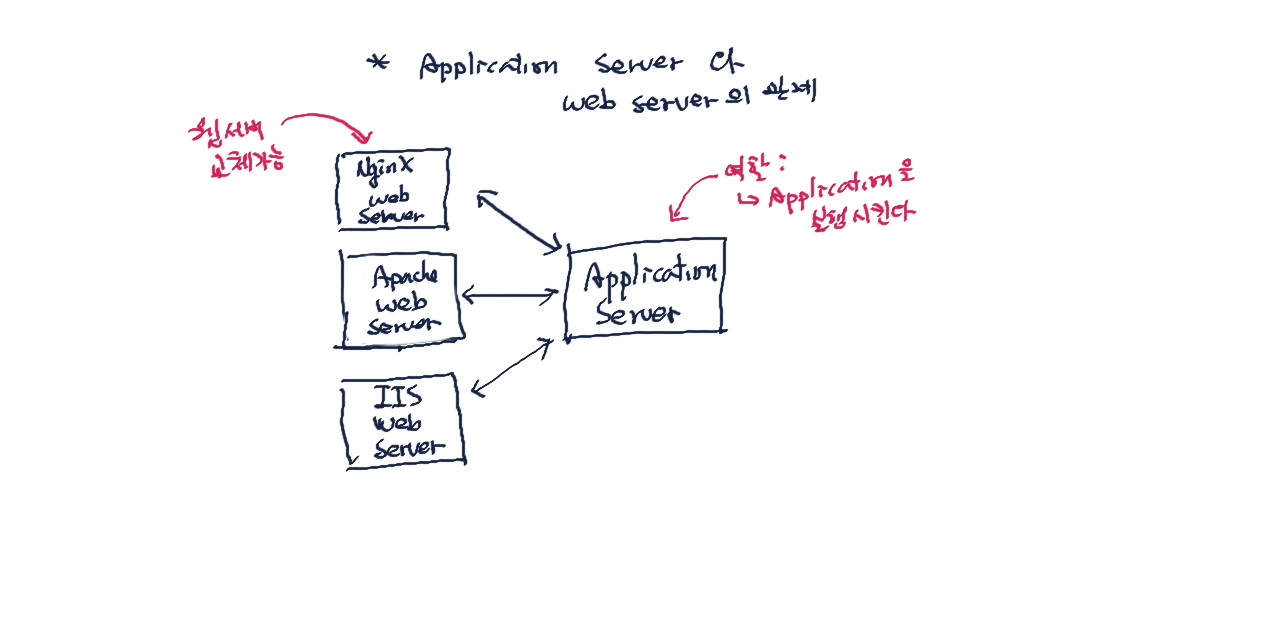 * Application Server 와
web server의 관계
웹서버
교체가능
NginX
web
Server
역할:
↳ Application을
실행시킨다
Apache
web
server
Application
Server
IIS
web
Server